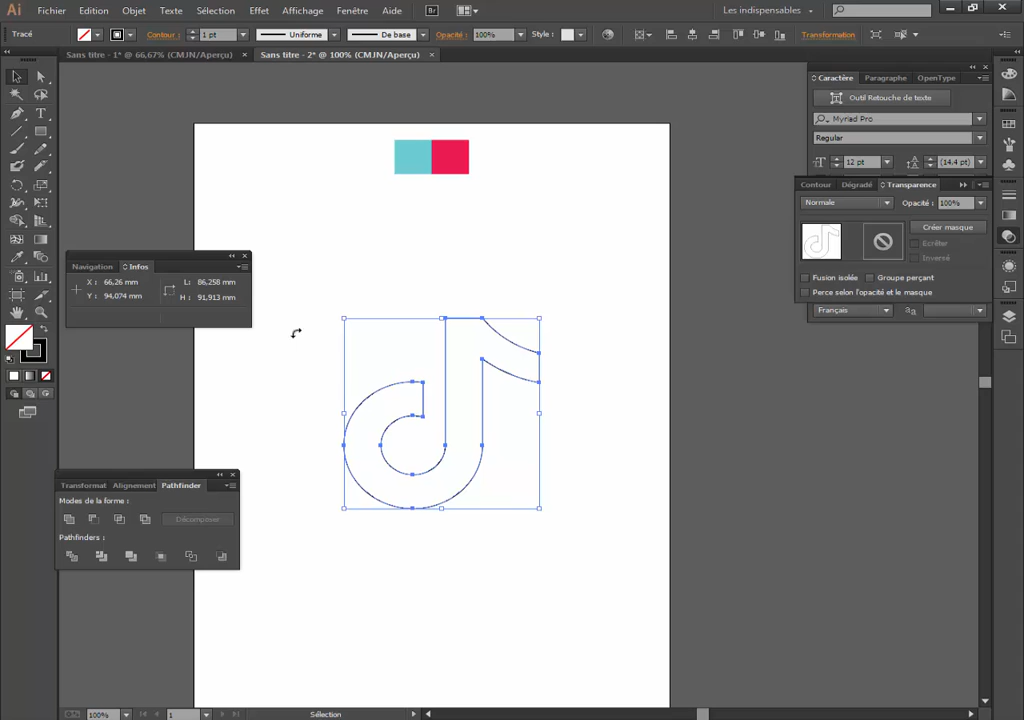 Ai Fichier Edition Objet Texte Sélection Effet Affichage Fenêtre Aide Br Les indispensables
Tracé Contour : 1 pt Uniforme De base Opacité : 100% Style : Transformation
Sans titre - 1* @ 66,67% (CMJN/Aperçu) × Sans titre - 2* @ 100% (CMJN/Aperçu) ×
Caractère Paragraphe OpenType
Outil Retouche de texte
Myriad Pro
Regular
12 pt (14.4 pt)
Contour Dégradé Transparence
Normale Opacité : 100%
Créer masque
Ecrêter
Inversé
Fusion isolée Groupe perçant
Perce selon l'opacité et le masque
Français
Navigation Infos
X : 66,26 mm L: 86,258 mm
Y : 94,074 mm H : 91,913 mm
Transformat Alignement Pathfinder
Modes de la forme :
Décomposer
Pathfinders :
100% 1 Sélection